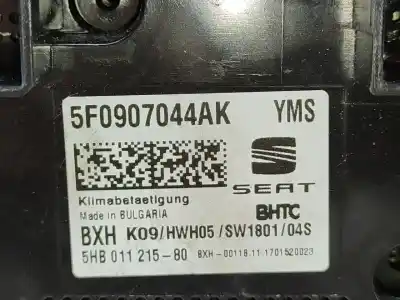 5F0907044AK YMS
SEAT
Klimabetaetigung
Made in BULGARIA
BHTC
BXH K09/HWH05/SW1801/04S
5HB 011 215-80 BXH-00118.11.1701520023